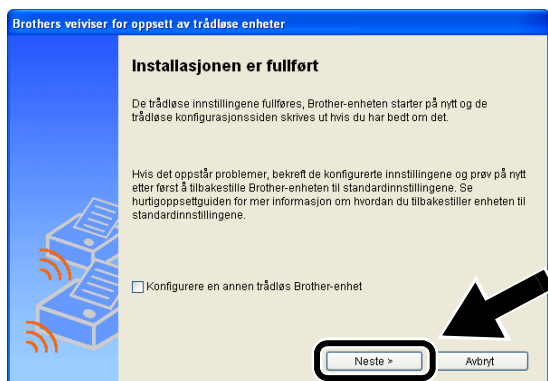 Brothers veiviser for oppsett av trådløse enheter
Installasjonen er fullført
De trådløse innstillingene fullføres, Brother-enheten starter på nytt og de
trådløse konfigurasjonssiden skrives ut hvis du har bedt om det.
Hvis det oppstår problemer, bekreft de konfigurerte innstillingene og prøv på nytt
etter først å tilbakestille Brother-enheten til standardinnstillingene. Se
hurtigoppsettguiden for mer informasjon om hvordan du tilbakestiller enheten til
standardinnstillingene.
Konfigurere en annen trådløs Brother-enhet
Neste > Avbryt